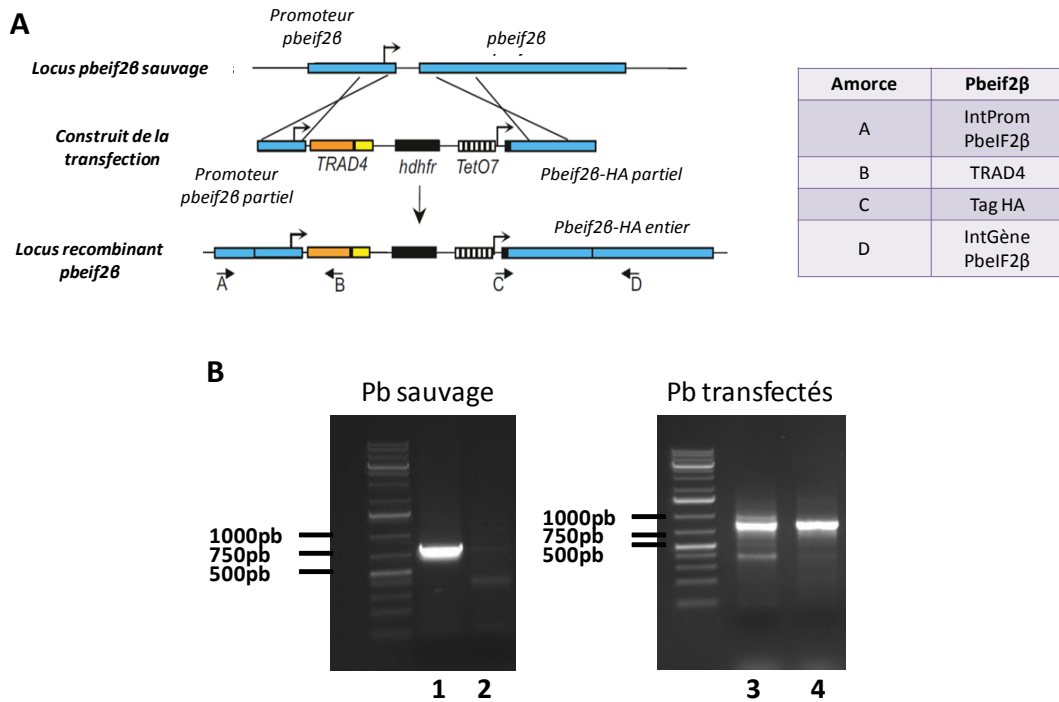 A
Promoteur
pbeif2β
pbeif2β
Locus pbeif2β sauvage
Construit de la
transfection
TRAD4
hdhfr
TetO7
Promoteur
pbeif2β partiel
Pbeif2β-HA partiel
Locus recombinant
pbeif2β
Pbeif2β-HA entier
A
B
C
D
Amorce Pbeif2β
A IntProm PbeIF2β
B TRAD4
C Tag HA
D IntGène PbeIF2β
B
Pb sauvage
1000pb
750pb
500pb
1 2
Pb transfectés
1000pb
750pb
500pb
3 4